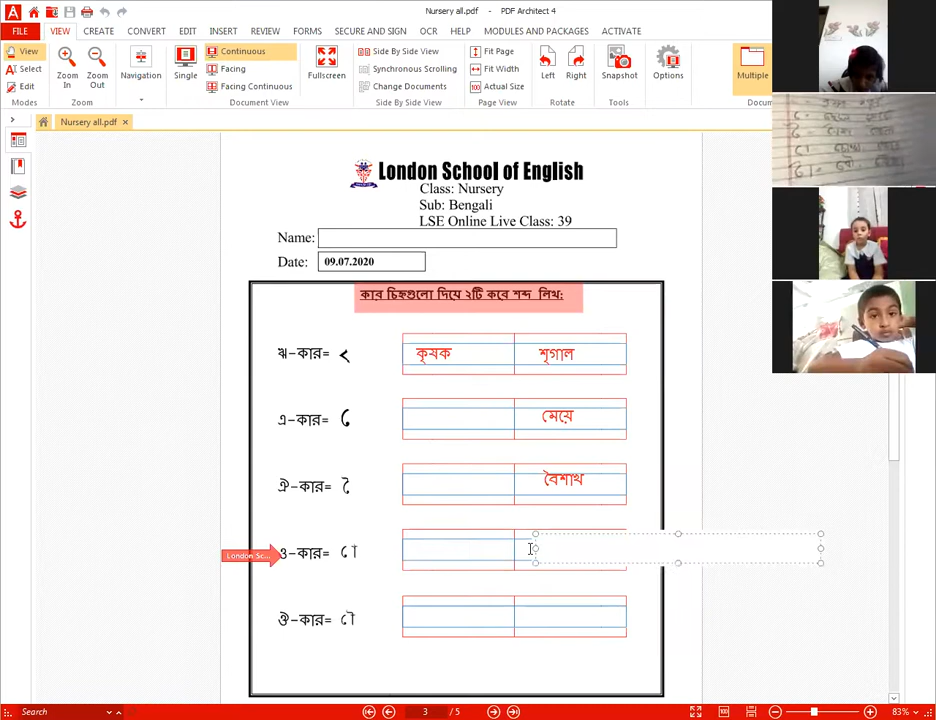 Nursery all.pdf - PDF Architect 4
FILE VIEW CREATE CONVERT EDIT INSERT REVIEW FORMS SECURE AND SIGN OCR HELP MODULES AND PACKAGES ACTIVATE
View
Select
Edit
Modes
Zoom In
Zoom Out
Zoom
Navigation
Single
Continuous
Facing
Facing Continuous
Document View
Fullscreen
Side By Side View
Synchronous Scrolling
Change Documents
Side By Side View
Fit Page
Fit Width
100 Actual Size
Page View
Left
Right
Rotate
Snapshot
Tools
Options
Multiple
Docum
Nursery all.pdf ×
London School of English
Class: Nursery
Sub: Bengali
LSE Online Live Class: 39
Name:
Date: 09.07.2020
কার চিহ্নগুলো দিয়ে ২টি করে শব্দ লিখ:
ঋ-কার= ৃ কৃষক শৃগাল
এ-কার= ে মেয়ে
ঐ-কার= ৈ বৈশাখ
London Sc...
ও-কার= ো
ঔ-কার= ৌ
Search
3 / 5
100
83%